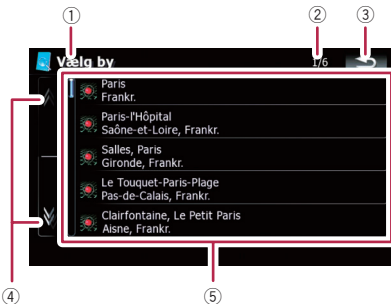 ① ② ③
Vælg by 1/6
Paris
Frankr.
Paris-l'Hôpital
Saône-et-Loire, Frankr.
Salles, Paris
Gironde, Frankr.
Le Touquet-Paris-Plage
Pas-de-Calais, Frankr.
Clairfontaine, Le Petit Paris
Aisne, Frankr.
④ ⑤